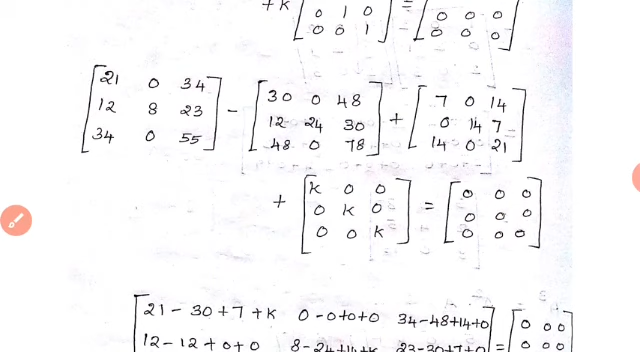 +K [0 1 0] = [
0 0 1] [0 0 0
0 0 0]
[21 0 34
12 8 23
34 0 55] - [30 0 48
12 24 30
48 0 78] + [7 0 14
0 14 7
14 0 21]
+ [K 0 0
0 K 0
0 0 K] = [0 0 0
0 0 0
0 0 0]
[21-30+7+K 0-0+0+0 34-48+14+0] = [0 0 0
12-12+0+0 8-24+14+K 23-30+7+0 0 0 0